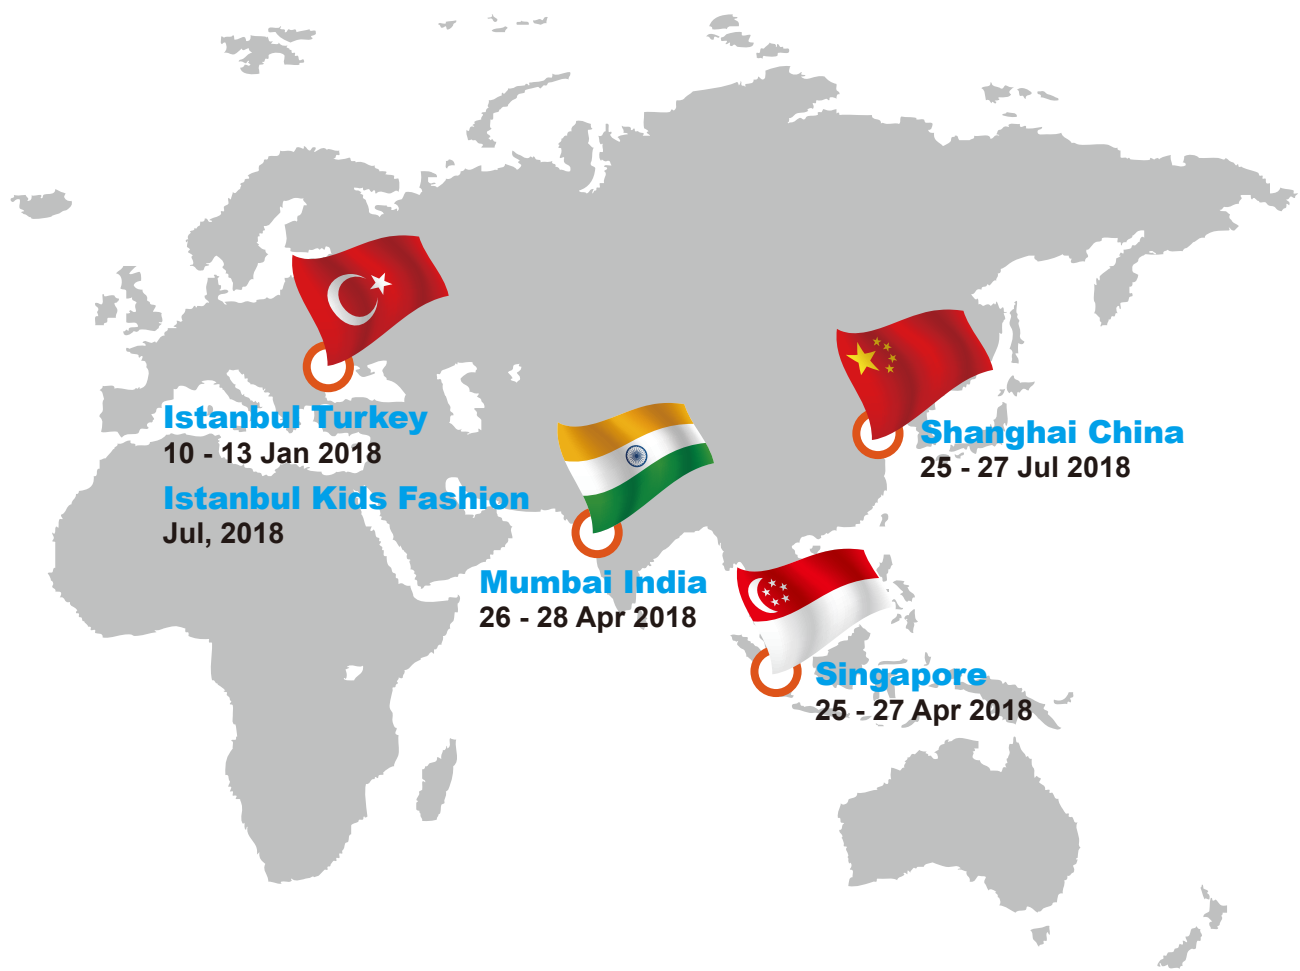 Istanbul Turkey
10 - 13 Jan 2018
Istanbul Kids Fashion
Jul, 2018
Shanghai China
25 - 27 Jul 2018
Mumbai India
26 - 28 Apr 2018
Singapore
25 - 27 Apr 2018